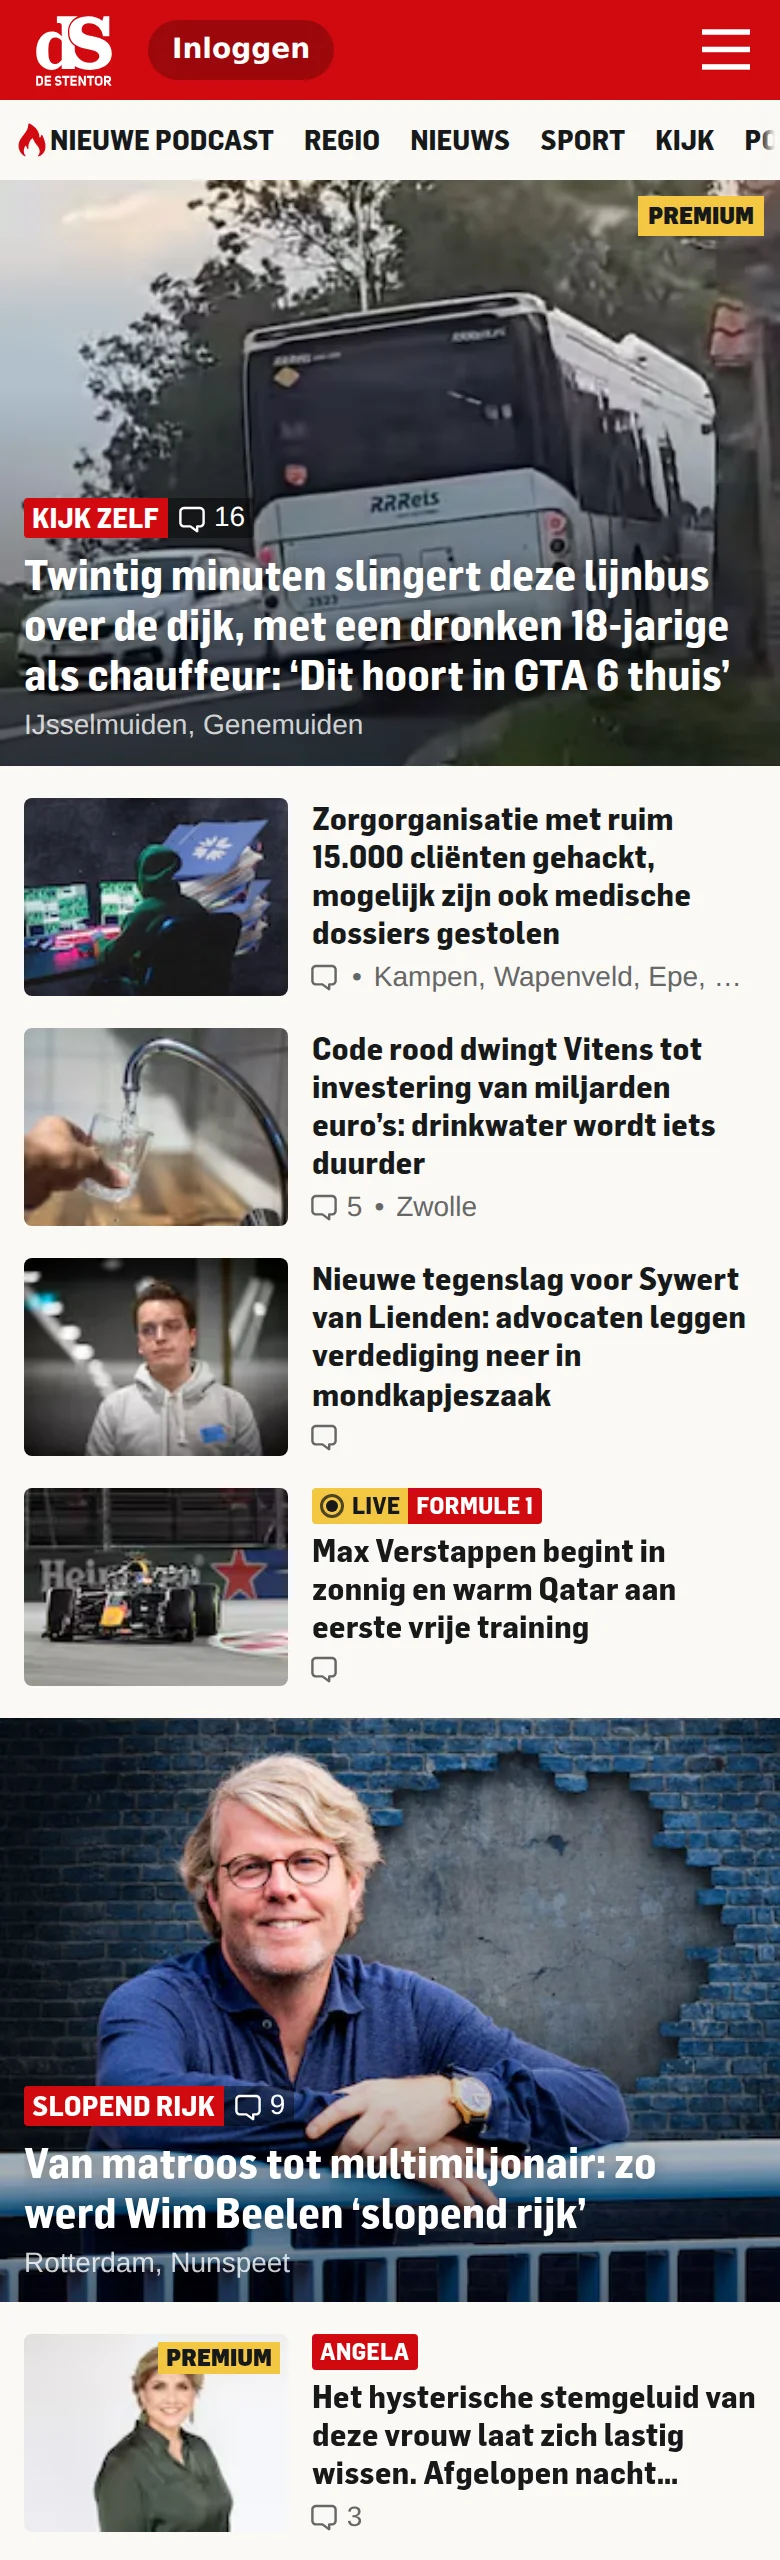 dS
DE STENTOR
Inloggen
NIEUWE PODCAST REGIO NIEUWS SPORT KIJK
PREMIUM
RRReis
2523
KIJK ZELF 16
Twintig minuten slingert deze lijnbus
over de dijk, met een dronken 18-jarige
als chauffeur: ‘Dit hoort in GTA 6 thuis’
IJsselmuiden, Genemuiden
Zorgorganisatie met ruim
15.000 cliënten gehackt,
mogelijk zijn ook medische
dossiers gestolen
• Kampen, Wapenveld, Epe, …
Code rood dwingt Vitens tot
investering van miljarden
euro’s: drinkwater wordt iets
duurder
5 • Zwolle
Nieuwe tegenslag voor Sywert
van Lienden: advocaten leggen
verdediging neer in
mondkapjeszaak
LIVE FORMULE 1
Max Verstappen begint in
zonnig en warm Qatar aan
eerste vrije training
SLOPEND RIJK 9
Van matroos tot multimiljonair: zo
werd Wim Beelen ‘slopend rijk’
Rotterdam, Nunspeet
PREMIUM
ANGELA
Het hysterische stemgeluid van
deze vrouw laat zich lastig
wissen. Afgelopen nacht...
3